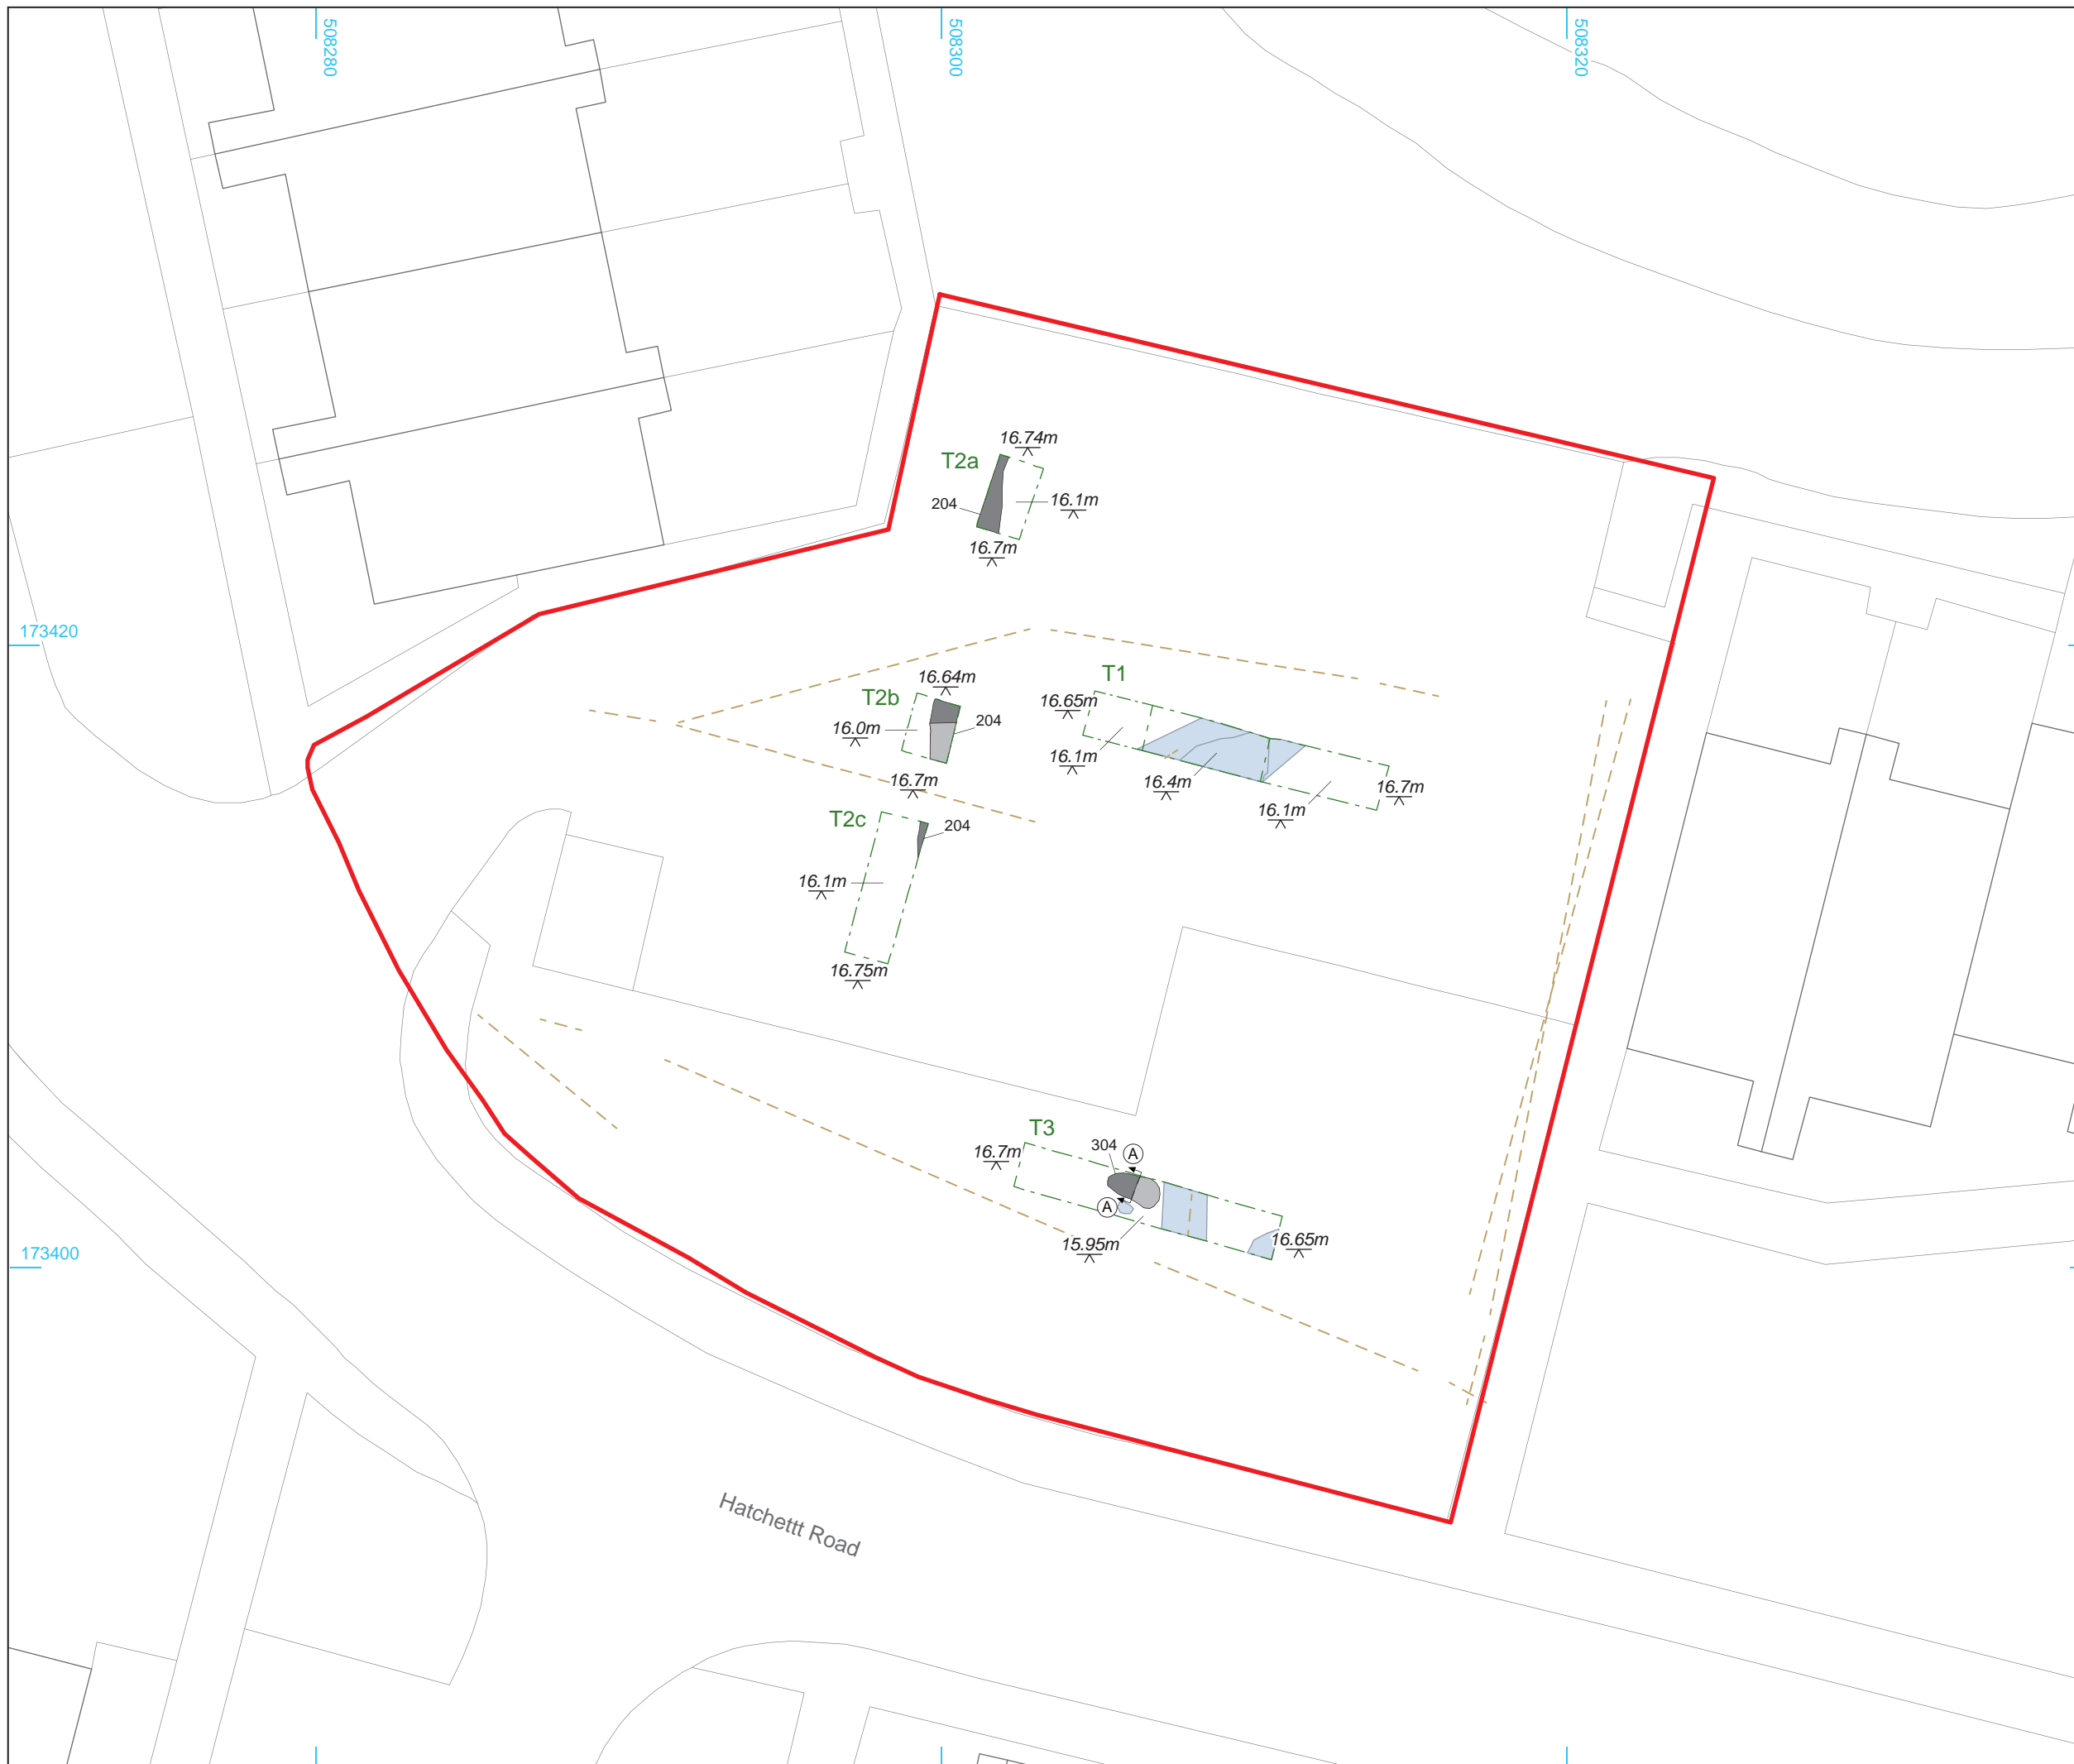 508280
508300
508320
16.74m
T2a
204
16.1m
16.7m
173420
T1
16.64m
T2b
16.65m
204
16.0m
16.1m
16.4m
16.7m
16.7m
16.1m
T2c
204
16.1m
16.75m
T3
304
A
16.7m
A
15.95m
16.65m
173400
Hatchettt Road